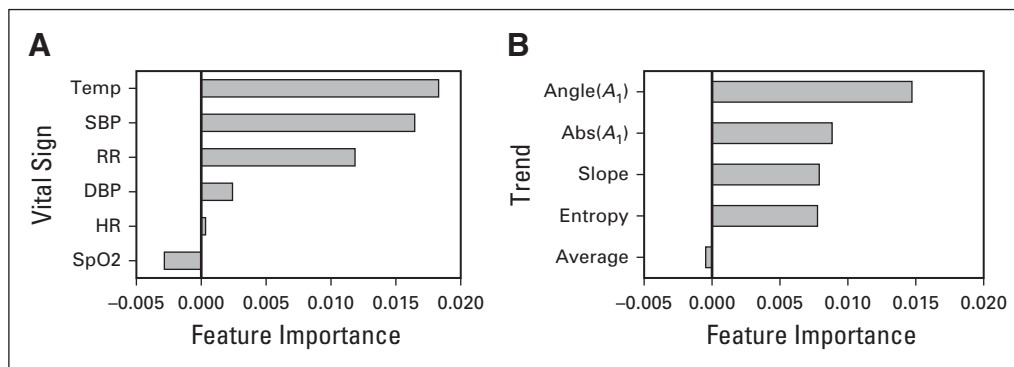 A
Vital Sign
Temp
SBP
RR
DBP
HR
SpO2
–0.005 0.000 0.005 0.010 0.015 0.020
Feature Importance
B
Trend
Angle(A₁)
Abs(A₁)
Slope
Entropy
Average
–0.005 0.000 0.005 0.010 0.015 0.020
Feature Importance